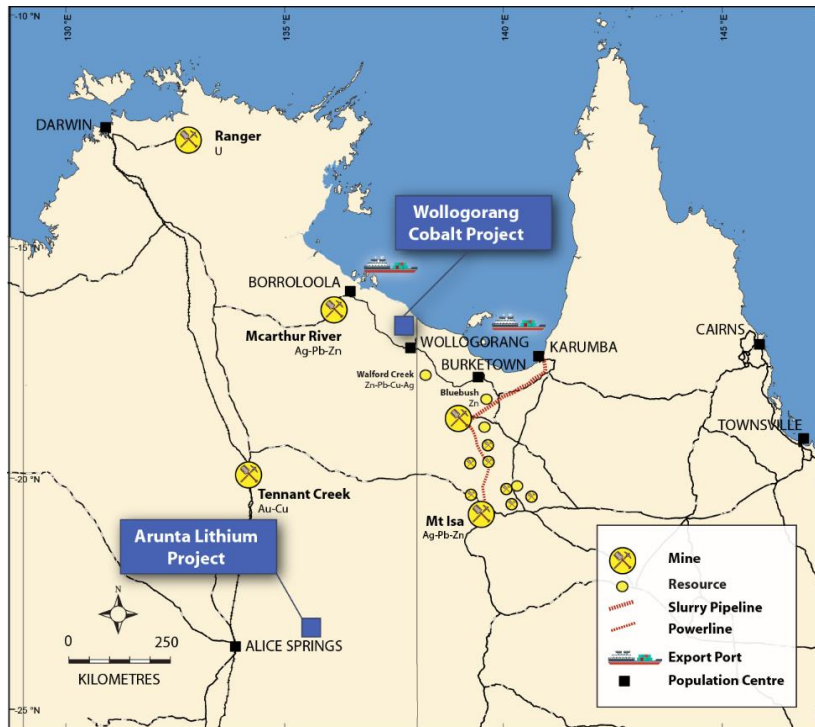 130°E
135°E
140°E
145°E
-10°N
DARWIN
Ranger
U
Wollogorang
Cobalt Project
-15°N
BORROLOOLA
Mcarthur River
Ag-Pb-Zn
WOLLOGORANG
KARUMBA
CAIRNS
Walford Creek
Zn-Pb-Cu-Ag
BURKETOWN
Bluebush
Zn
TOWNSVILLE
-20°N
Tennant Creek
Au-Cu
Mt Isa
Ag-Pb-Zn
Arunta Lithium
Project
N
0 250
KILOMETRES
ALICE SPRINGS
-25°N
Mine
Resource
Slurry Pipeline
Powerline
Export Port
Population Centre